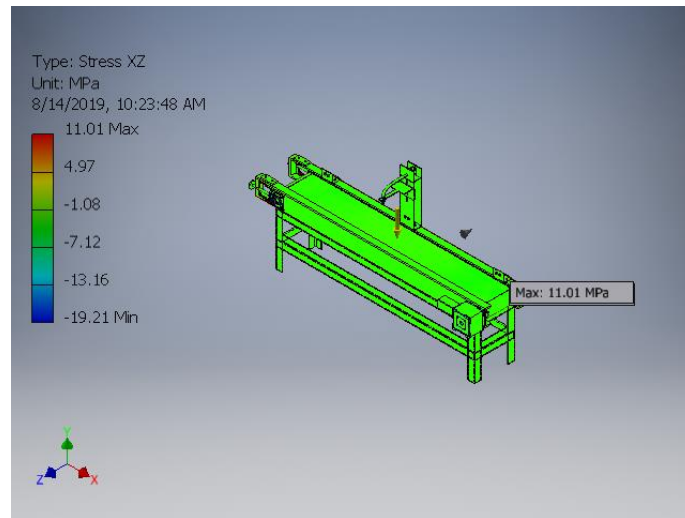 Type: Stress XZ
Unit: MPa
8/14/2019, 10:23:48 AM
11.01 Max
4.97
-1.08
-7.12
-13.16
-19.21 Min
Max: 11.01 MPa
Y
Z
X